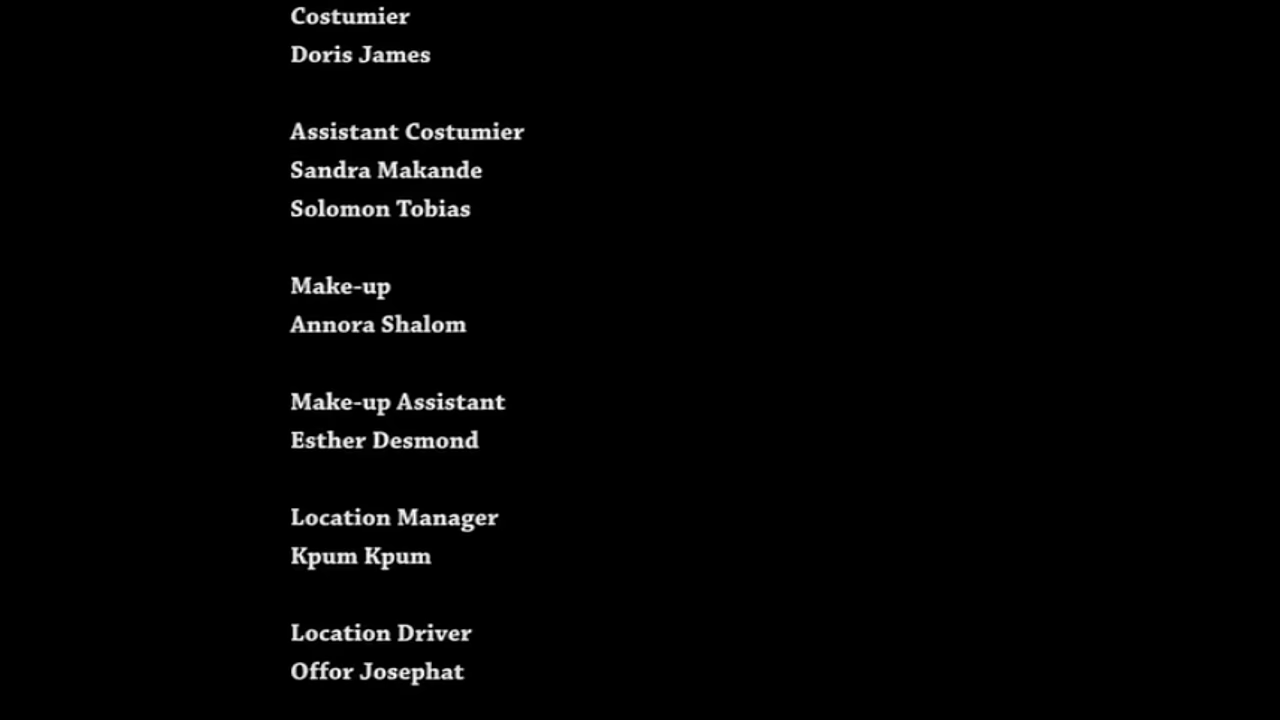 Costumier
Doris James
Assistant Costumier
Sandra Makande
Solomon Tobias
Make-up
Annora Shalom
Make-up Assistant
Esther Desmond
Location Manager
Kpum Kpum
Location Driver
Offor Josephat